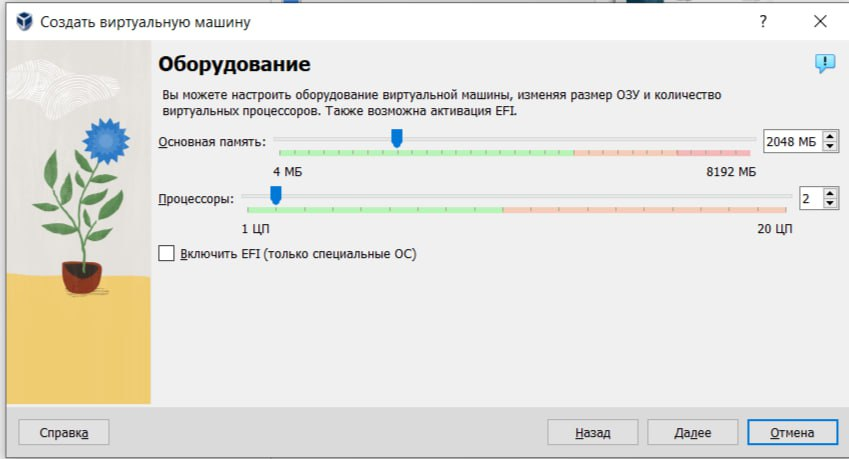 Создать виртуальную машину
?
Оборудование
Вы можете настроить оборудование виртуальной машины, изменяя размер ОЗУ и количество
виртуальных процессоров. Также возможна активация EFI.
Основная память:
2048 МБ
4 МБ
8192 МБ
Процессоры:
2
1 ЦП
20 ЦП
Включить EFI (только специальные ОС)
Справка
Назад
Далее
Отмена